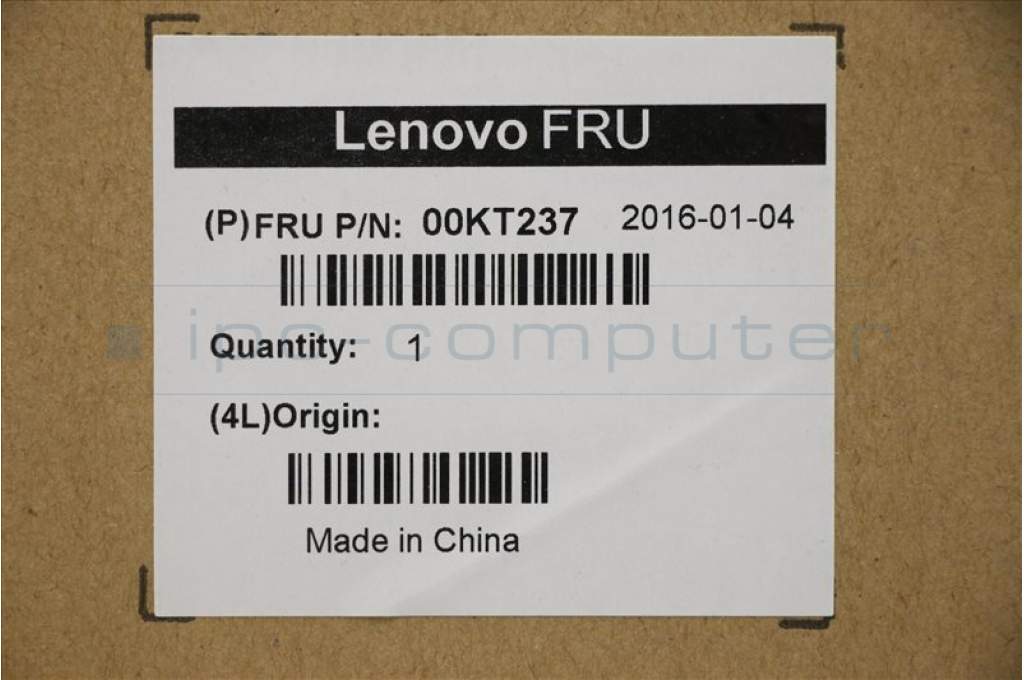 Lenovo FRU
(P)FRU P/N: 00KT237 2016-01-04
ipc-computer
Quantity: 1
(4L)Origin:
Made in China